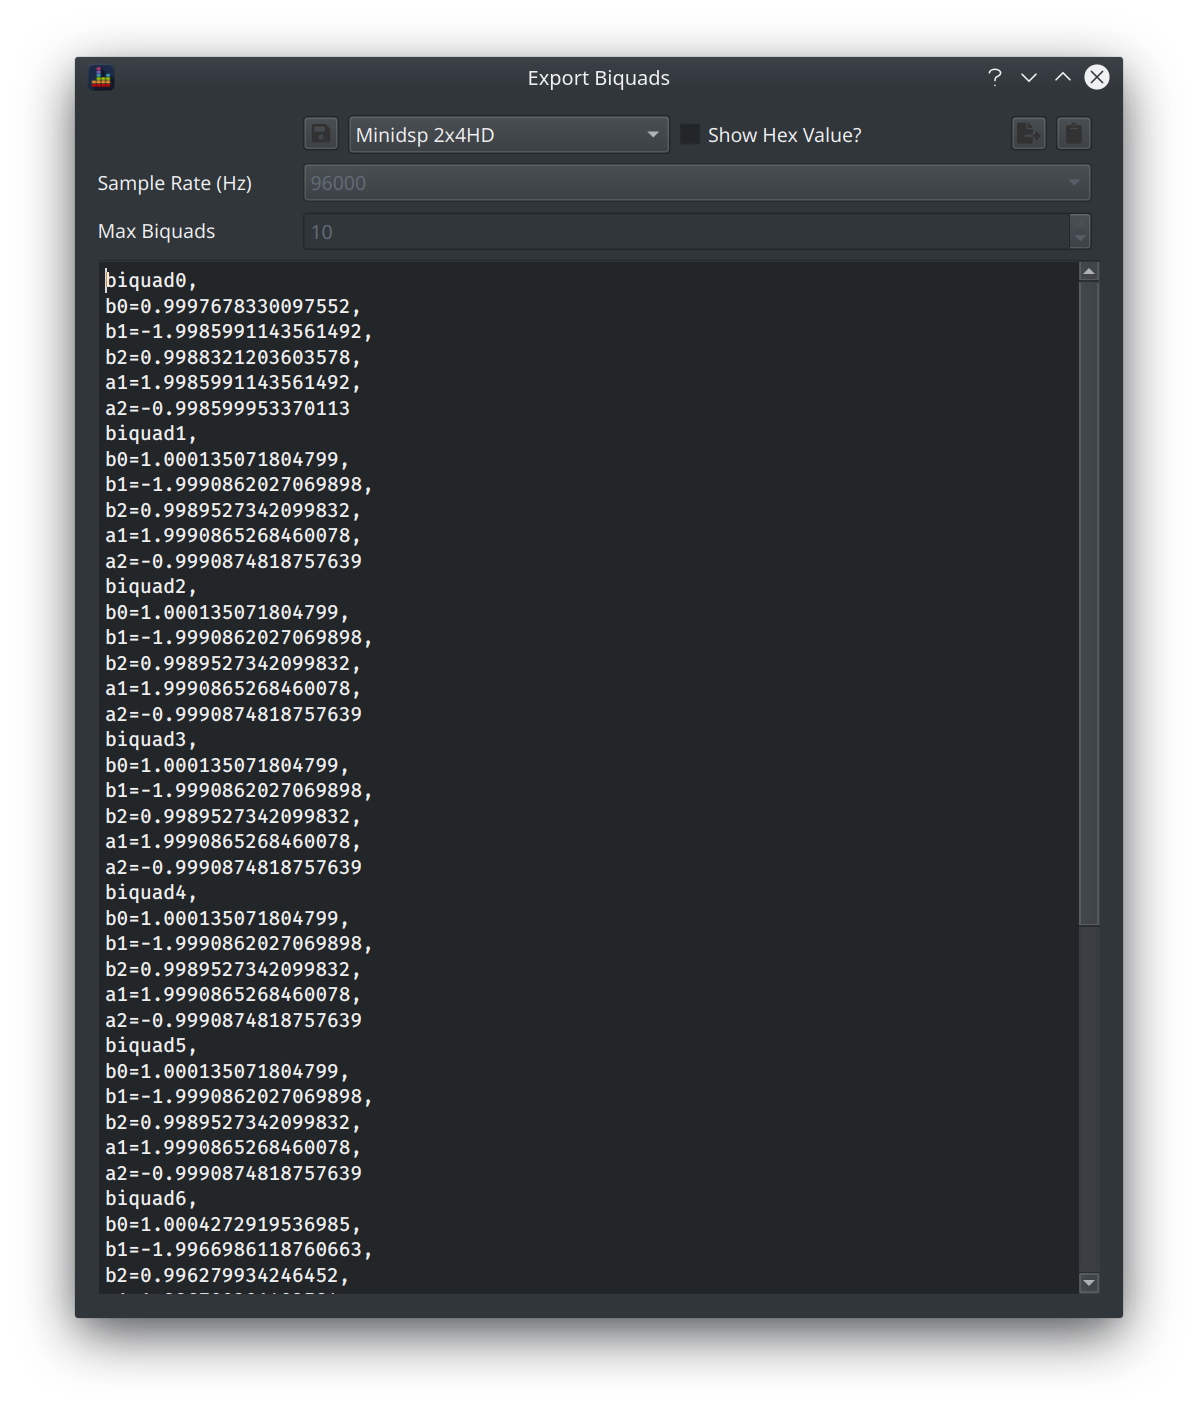 Export Biquads
Minidsp 2x4HD
Show Hex Value?
Sample Rate (Hz)
96000
Max Biquads
10
biquad0,
b0=0.9997678330097552,
b1=-1.9985991143561492,
b2=0.9988321203603578,
a1=1.9985991143561492,
a2=-0.998599953370113
biquad1,
b0=1.000135071804799,
b1=-1.9990862027069898,
b2=0.9989527342099832,
a1=1.9990865268460078,
a2=-0.9990874818757639
biquad2,
b0=1.000135071804799,
b1=-1.9990862027069898,
b2=0.9989527342099832,
a1=1.9990865268460078,
a2=-0.9990874818757639
biquad3,
b0=1.000135071804799,
b1=-1.9990862027069898,
b2=0.9989527342099832,
a1=1.9990865268460078,
a2=-0.9990874818757639
biquad4,
b0=1.000135071804799,
b1=-1.9990862027069898,
b2=0.9989527342099832,
a1=1.9990865268460078,
a2=-0.9990874818757639
biquad5,
b0=1.000135071804799,
b1=-1.9990862027069898,
b2=0.9989527342099832,
a1=1.9990865268460078,
a2=-0.9990874818757639
biquad6,
b0=1.0004272919536985,
b1=-1.9966986118760663,
b2=0.996279934246452,